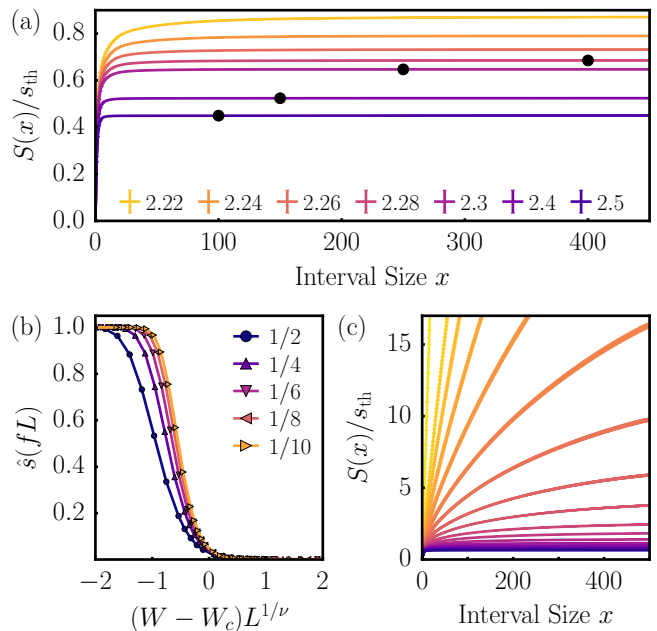 (a)
S(x)/s_th
0.8
0.6
0.4
0.2
0.0
2.22 2.24 2.26 2.28 2.3 2.4 2.5
0 100 200 300 400
Interval Size x
(b)
ŝ(fL)
1.0
0.8
0.6
0.4
0.2
1/2
1/4
1/6
1/8
1/10
−2 −1 0 1 2
(W − W_c)L^{1/ν}
(c)
S(x)/s_th
15
10
5
0
0 200 400
Interval Size x